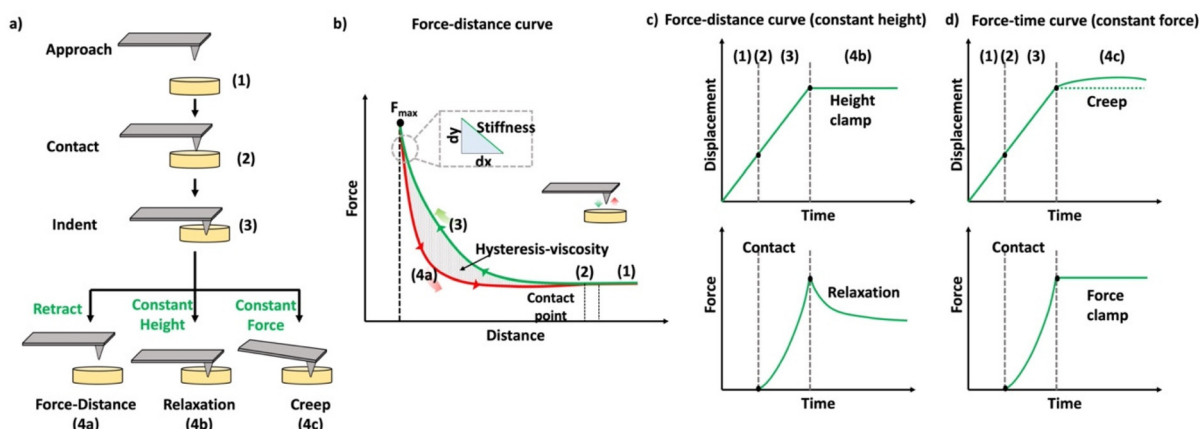 a)
Approach
(1)
Contact
(2)
Indent
(3)
Retract
Constant
Height
Constant
Force
Force-Distance
(4a)
Relaxation
(4b)
Creep
(4c)
b)
Force-distance curve
Fmax
Stiffness
dy
dx
Force
(3)
Hysteresis-viscosity
(4a)
(2)
(1)
Contact
point
Distance
c) Force-distance curve (constant height)
(1) (2) (3) (4b)
Displacement
Height
clamp
Time
Contact
Force
Relaxation
Time
d) Force-time curve (constant force)
(1) (2) (3) (4c)
Displacement
Creep
Time
Contact
Force
Force
clamp
Time